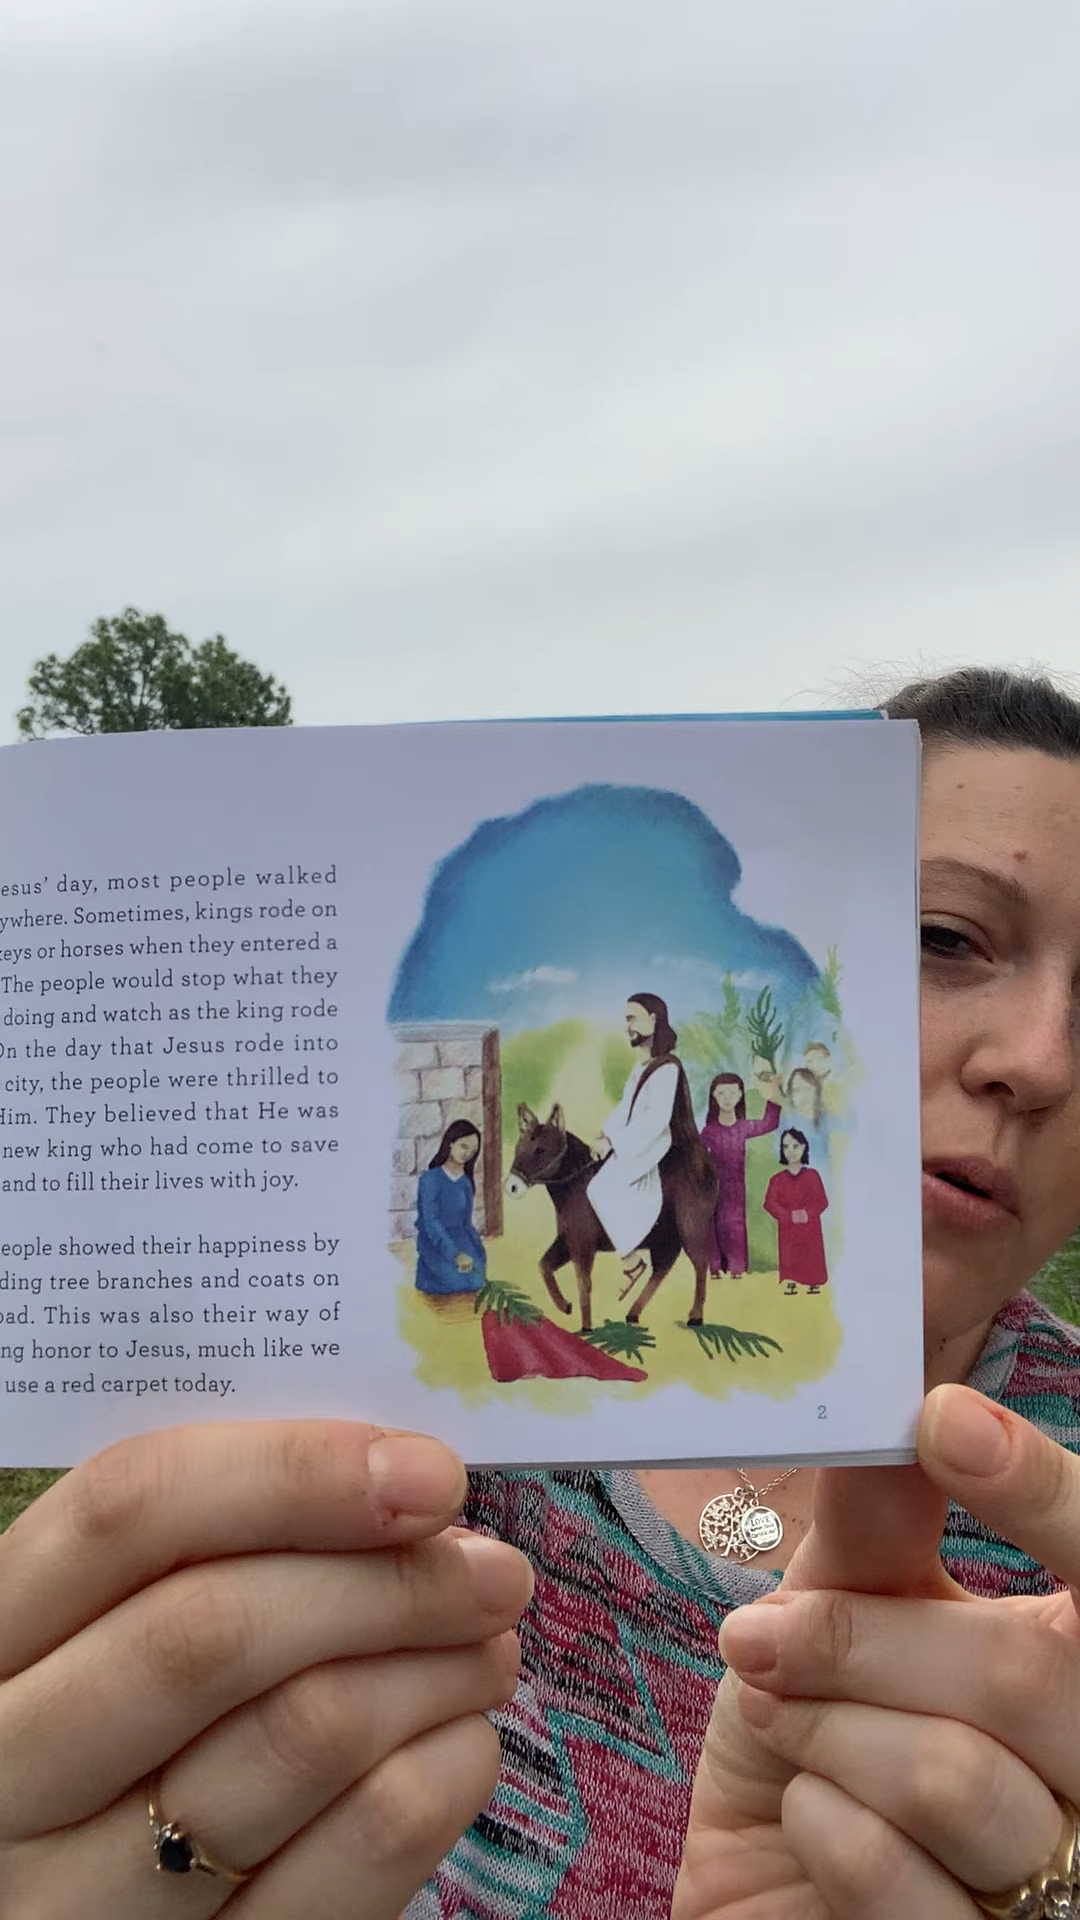 esus' day, most people walked
ywhere. Sometimes, kings rode on
keys or horses when they entered a
The people would stop what they
doing and watch as the king rode
On the day that Jesus rode into
city, the people were thrilled to
Him. They believed that He was
new king who had come to save
and to fill their lives with joy.
eople showed their happiness by
ding tree branches and coats on
oad. This was also their way of
ng honor to Jesus, much like we
use a red carpet today.
2
LOVE